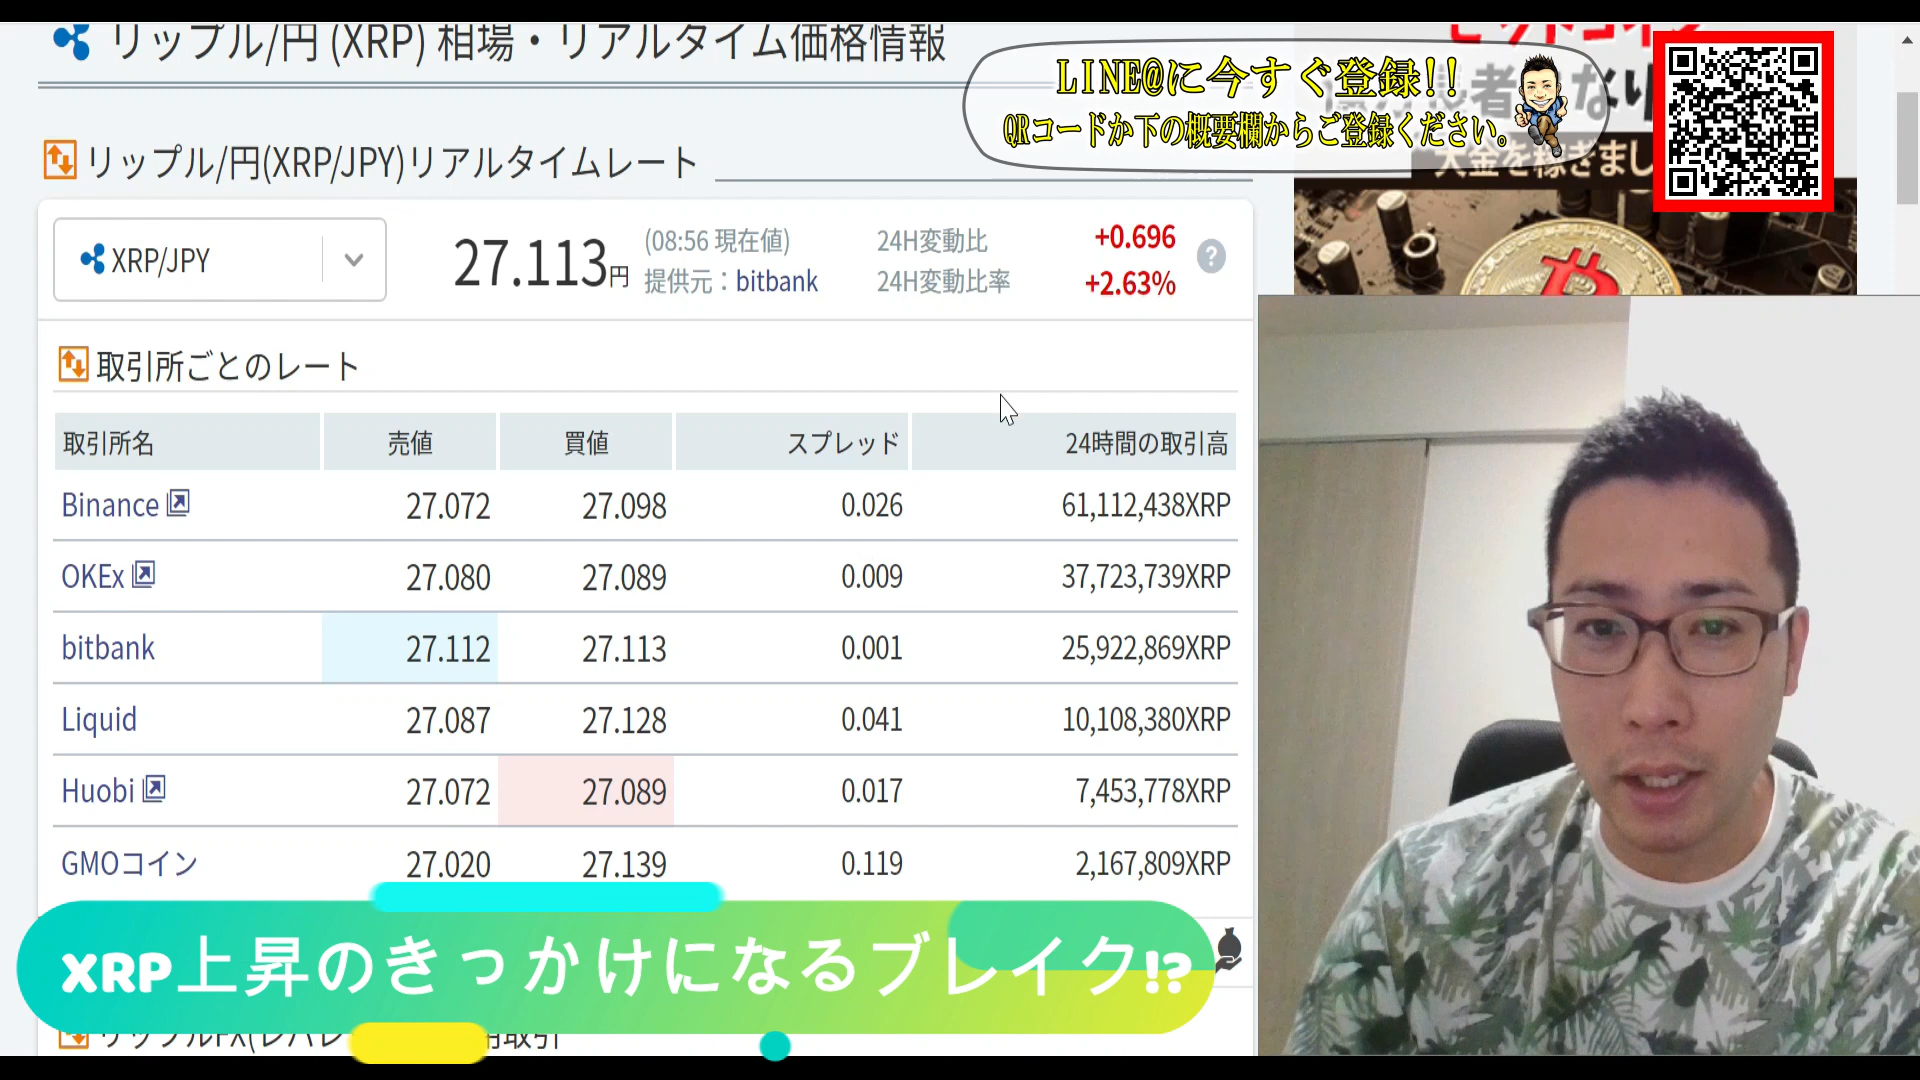 リップル/円 (XRP) 相場・リアルタイム価格情報
LINE@に今すぐ登録!!
QRコードか下の概要欄からご登録ください。
リップル/円(XRP/JPY)リアルタイムレート
XRP/JPY
27.113円
(08:56 現在値)
提供元：bitbank
24H変動比 +0.696
24H変動比率 +2.63%
?
取引所ごとのレート
取引所名 売値 買値 スプレッド 24時間の取引高
Binance 27.072 27.098 0.026 61,112,438XRP
OKEx 27.080 27.089 0.009 37,723,739XRP
bitbank 27.112 27.113 0.001 25,922,869XRP
Liquid 27.087 27.128 0.041 10,108,380XRP
Huobi 27.072 27.089 0.017 7,453,778XRP
GMOコイン 27.020 27.139 0.119 2,167,809XRP
XRP上昇のきっかけになるブレイク!?